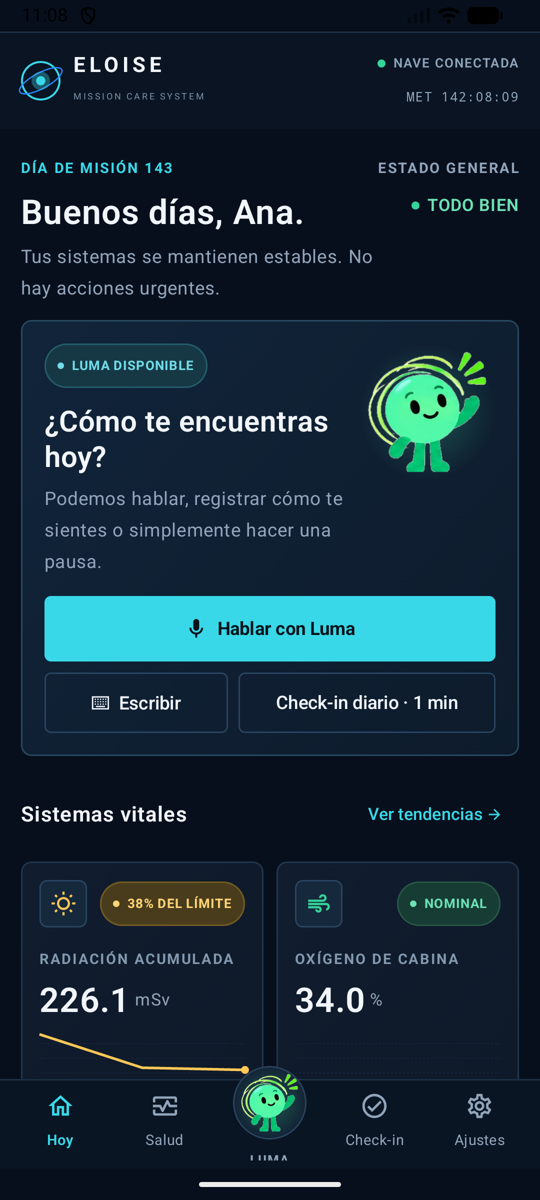 11:08
ELOISE
MISSION CARE SYSTEM
NAVE CONECTADA
MET 142:08:09
DÍA DE MISIÓN 143
ESTADO GENERAL
Buenos días, Ana.
TODO BIEN
Tus sistemas se mantienen estables. No
hay acciones urgentes.
LUMA DISPONIBLE
¿Cómo te encuentras
hoy?
Podemos hablar, registrar cómo te
sientes o simplemente hacer una
pausa.
Hablar con Luma
Escribir
Check-in diario · 1 min
Sistemas vitales
Ver tendencias →
38% DEL LÍMITE
NOMINAL
RADIACIÓN ACUMULADA
OXÍGENO DE CABINA
226.1 mSv
34.0 %
Hoy
Salud
LUMA
Check-in
Ajustes